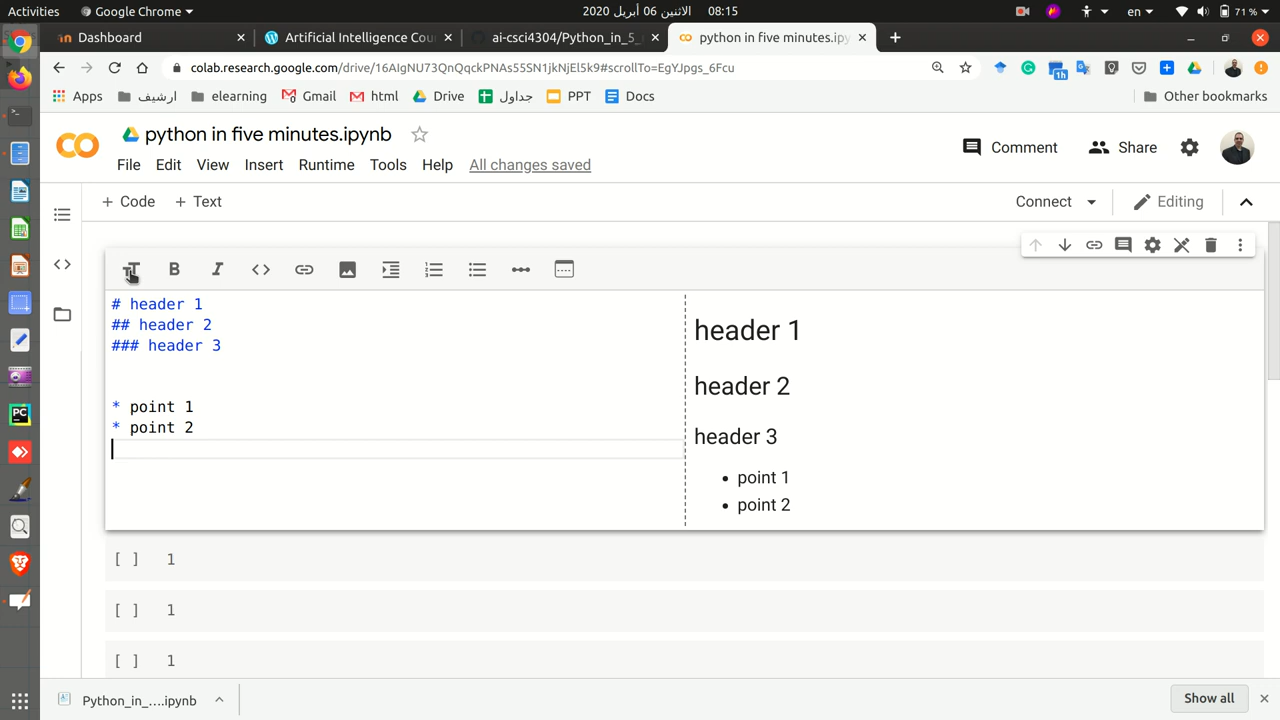 Activities
Google Chrome
08:15 الاثنين 06 أبريل 2020
en
71 %
Dashboard
Artificial Intelligence Cou
ai-csci4304/Python_in_5_
python in five minutes.ipy
colab.research.google.com/drive/16AIgNU73QnQqckPNAs55SN1jkNjEl5k9#scrollTo=EgYJpgs_6Fcu
1h
Apps
ارشيف
elearning
Gmail
html
Drive
جداول
PPT
Docs
Other bookmarks
python in five minutes.ipynb
Comment
Share
File Edit View Insert Runtime Tools Help All changes saved
+ Code + Text
Connect
Editing
# header 1
## header 2
### header 3
* point 1
* point 2
header 1
header 2
header 3
• point 1
• point 2
[ ] 1
[ ] 1
[ ] 1
Python_in_....ipynb
Show all